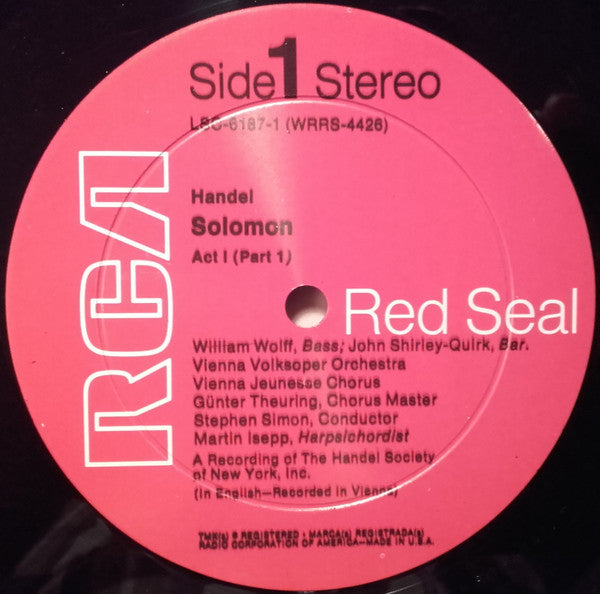 Side 1 Stereo
LSC-6187-1 (WRRS-4426)
Handel
Solomon
Act I (Part 1)
RCA
Red Seal
William Wolff, Bass; John Shirley-Quirk, Bar.
Vienna Volksoper Orchestra
Vienna Jeunesse Chorus
Günter Theuring, Chorus Master
Stephen Simon, Conductor
Martin Isepp, Harpsichordist
A Recording of The Handel Society
of New York, Inc.
(In English—Recorded in Vienna)
TMK(s) ® REGISTERED • MARCA(s) REGISTRADA(s)
RADIO CORPORATION OF AMERICA—MADE IN U.S.A.